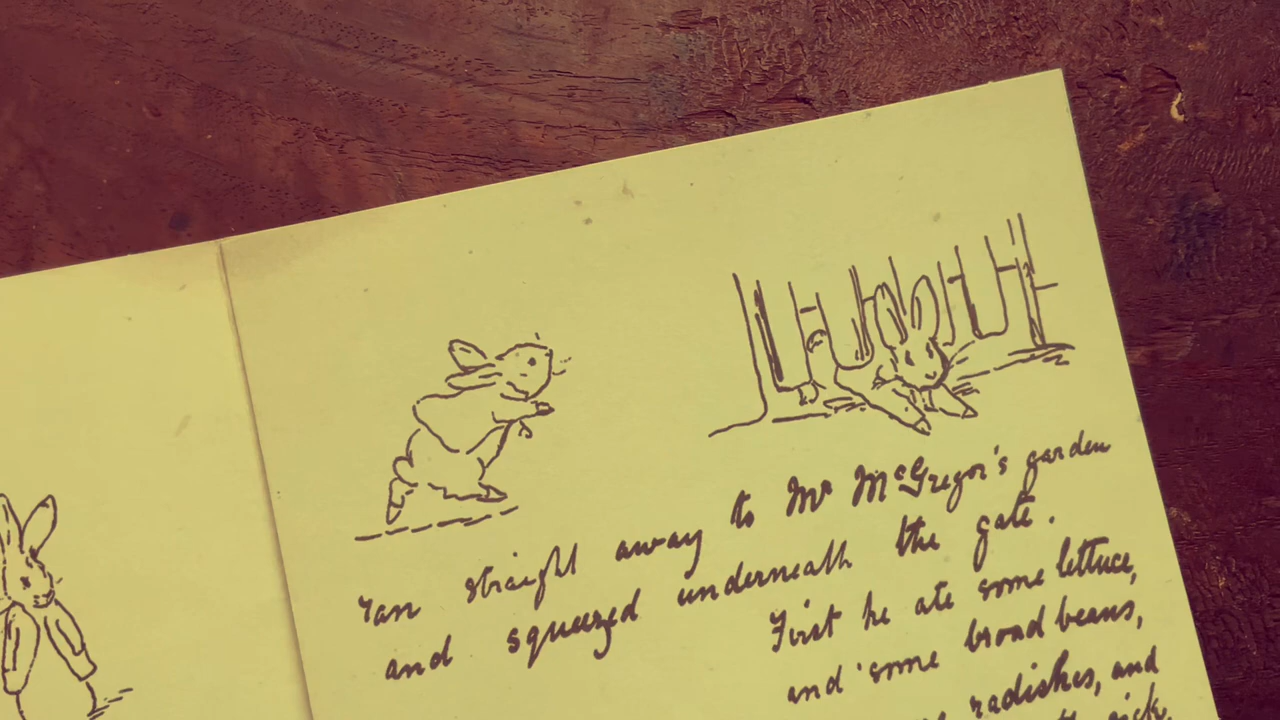 ran straight away to Mr McGregor's garden
and squeezed underneath the gate.
First he ate some lettuce,
and some broad beans,
radishes, and
sick,